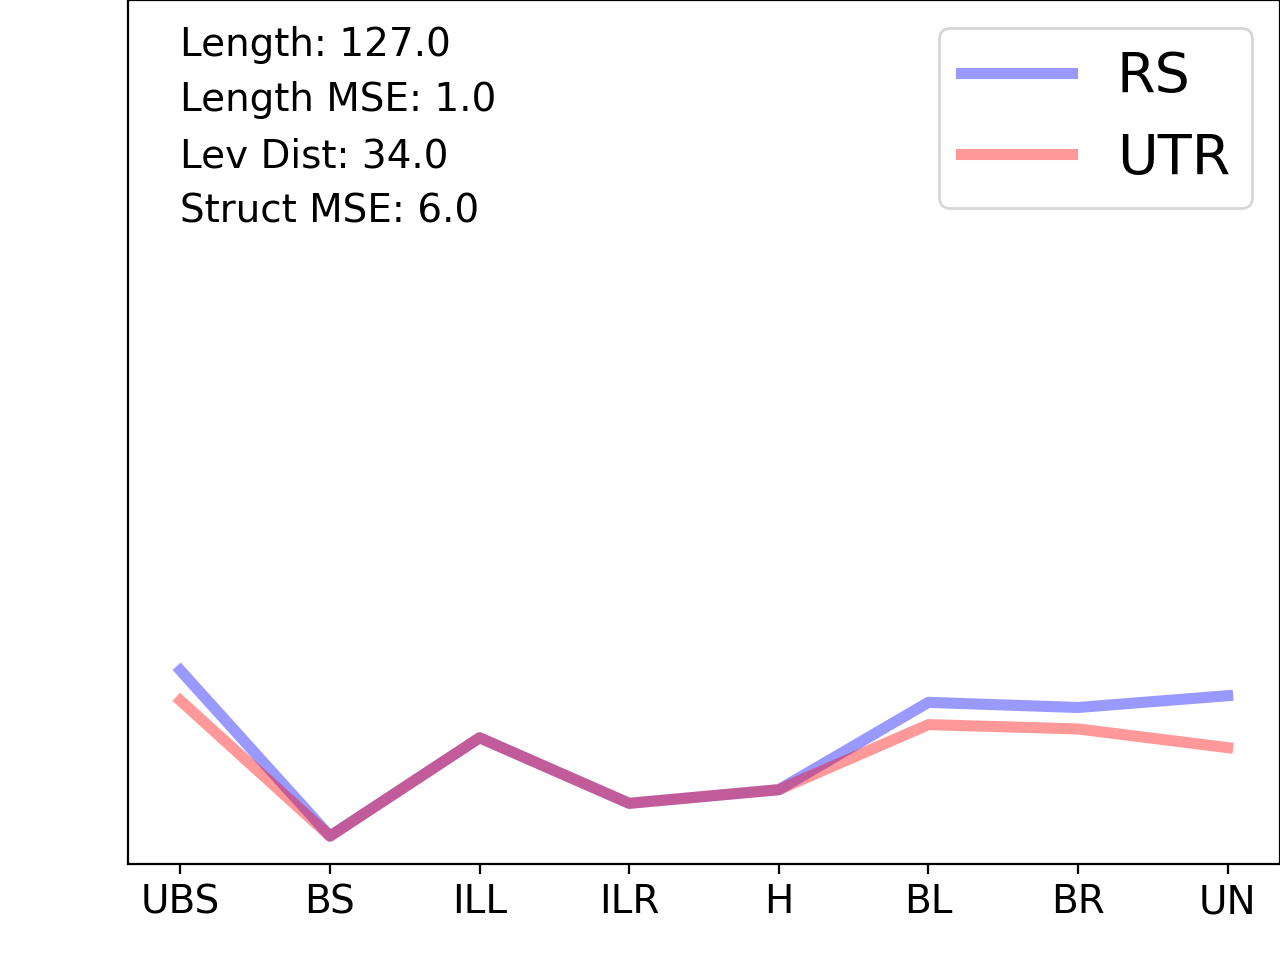 Length: 127.0
Length MSE: 1.0
Lev Dist: 34.0
Struct MSE: 6.0
RS
UTR
UBS BS ILL ILR H BL BR UN